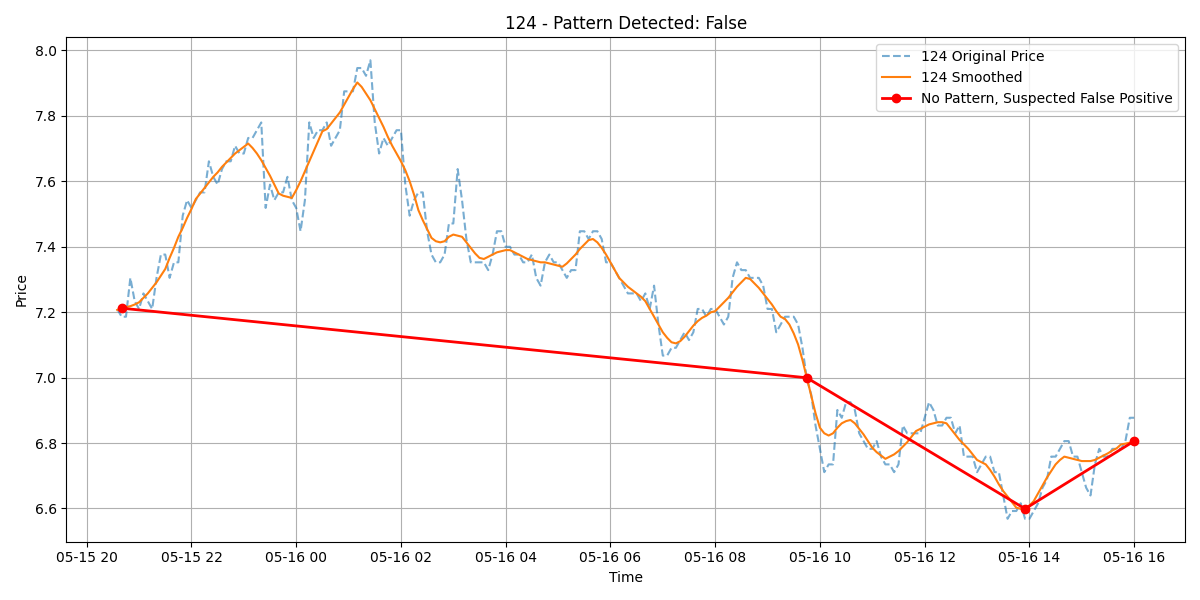 124 - Pattern Detected: False
124 Original Price
124 Smoothed
No Pattern, Suspected False Positive
Price
8.0
7.8
7.6
7.4
7.2
7.0
6.8
6.6
05-15 20 05-15 22 05-16 00 05-16 02 05-16 04 05-16 06 05-16 08 05-16 10 05-16 12 05-16 14 05-16 16
Time